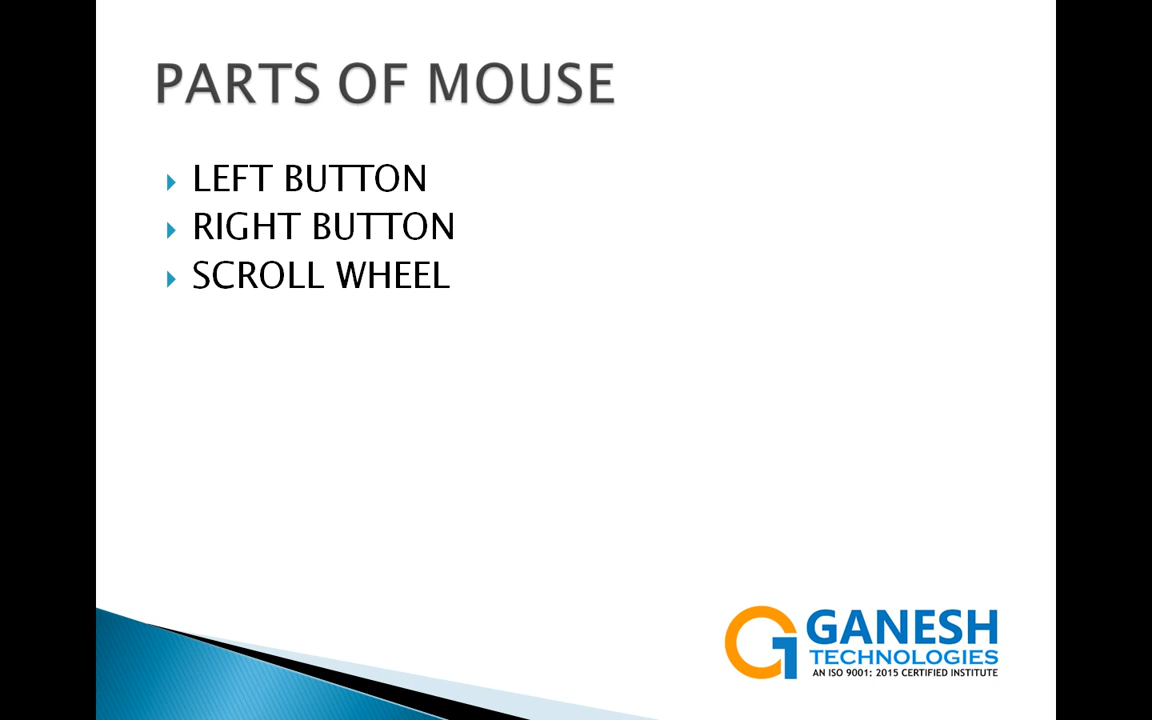 PARTS OF MOUSE
LEFT BUTTON
RIGHT BUTTON
SCROLL WHEEL
GANESH
TECHNOLOGIES
AN ISO 9001: 2015 CERTIFIED INSTITUTE